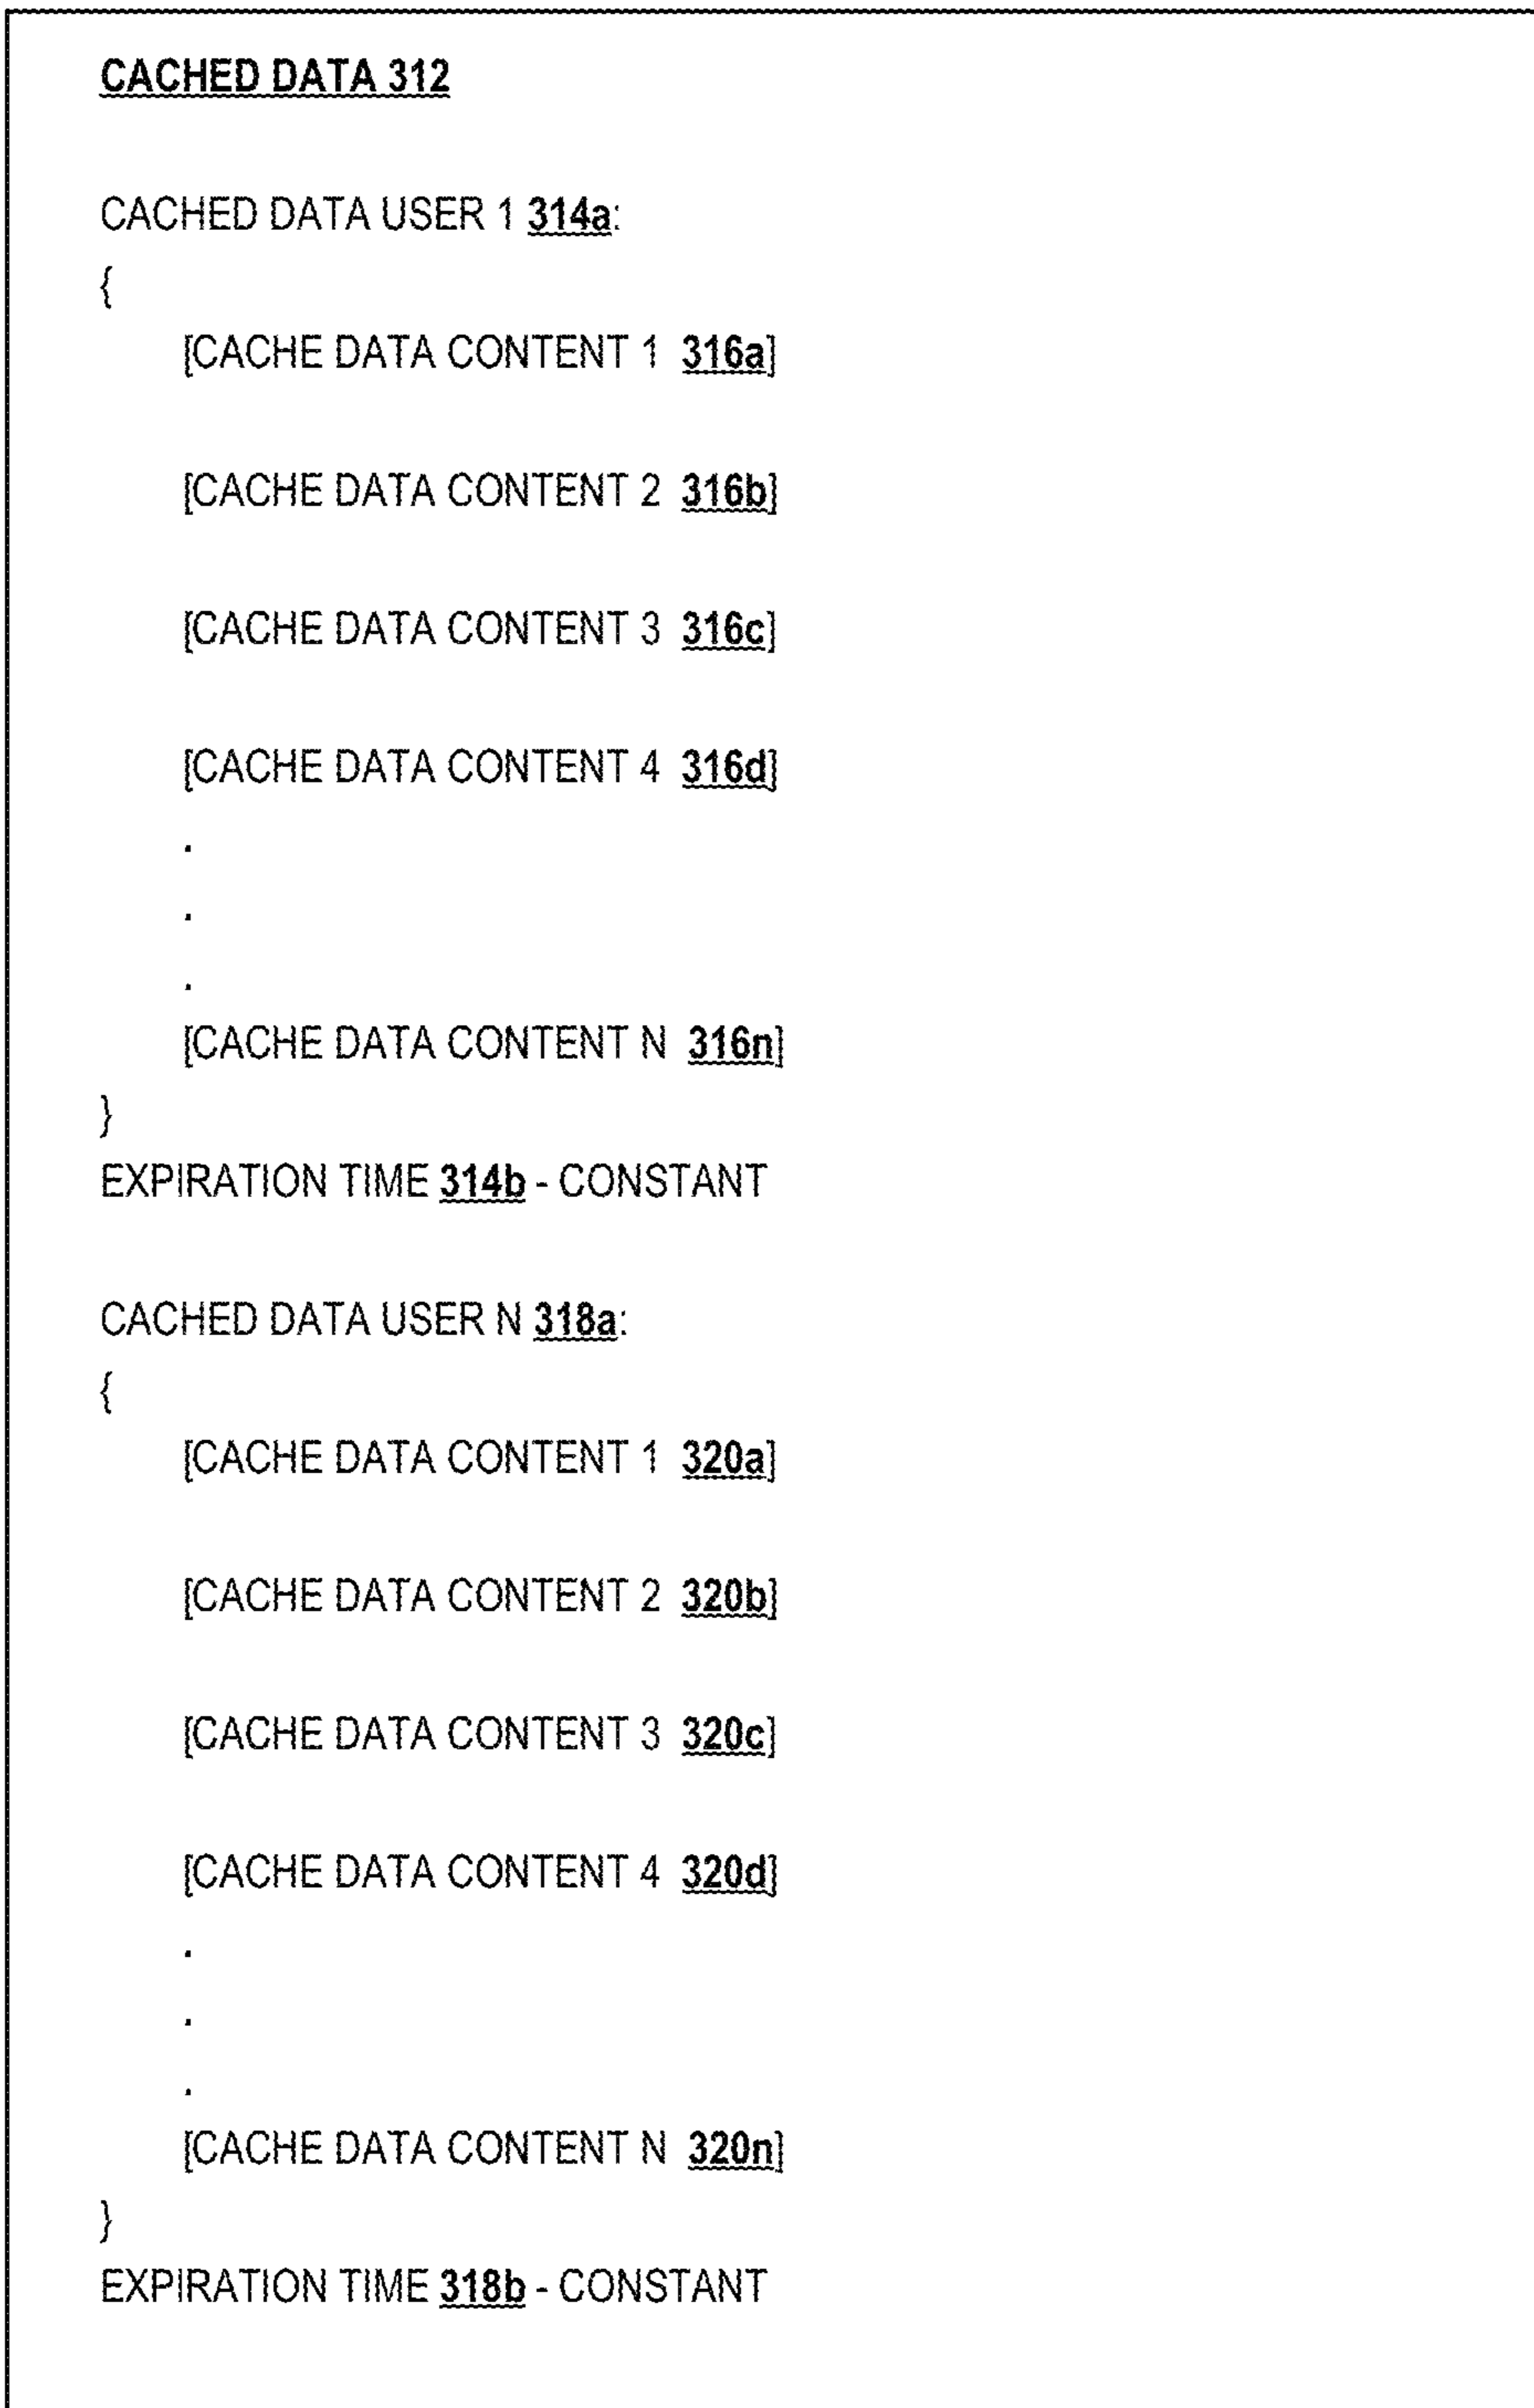 CACHED DATA 312
CACHED DATA USER 1 314a:
{
[CACHE DATA CONTENT 1 316a]
[CACHE DATA CONTENT 2 316b]
[CACHE DATA CONTENT 3 316c]
[CACHE DATA CONTENT 4 316d]
.
.
.
[CACHE DATA CONTENT N 316n]
}
EXPIRATION TIME 314b - CONSTANT
CACHED DATA USER N 318a:
{
[CACHE DATA CONTENT 1 320a]
[CACHE DATA CONTENT 2 320b]
[CACHE DATA CONTENT 3 320c]
[CACHE DATA CONTENT 4 320d]
.
.
.
[CACHE DATA CONTENT N 320n]
}
EXPIRATION TIME 318b - CONSTANT